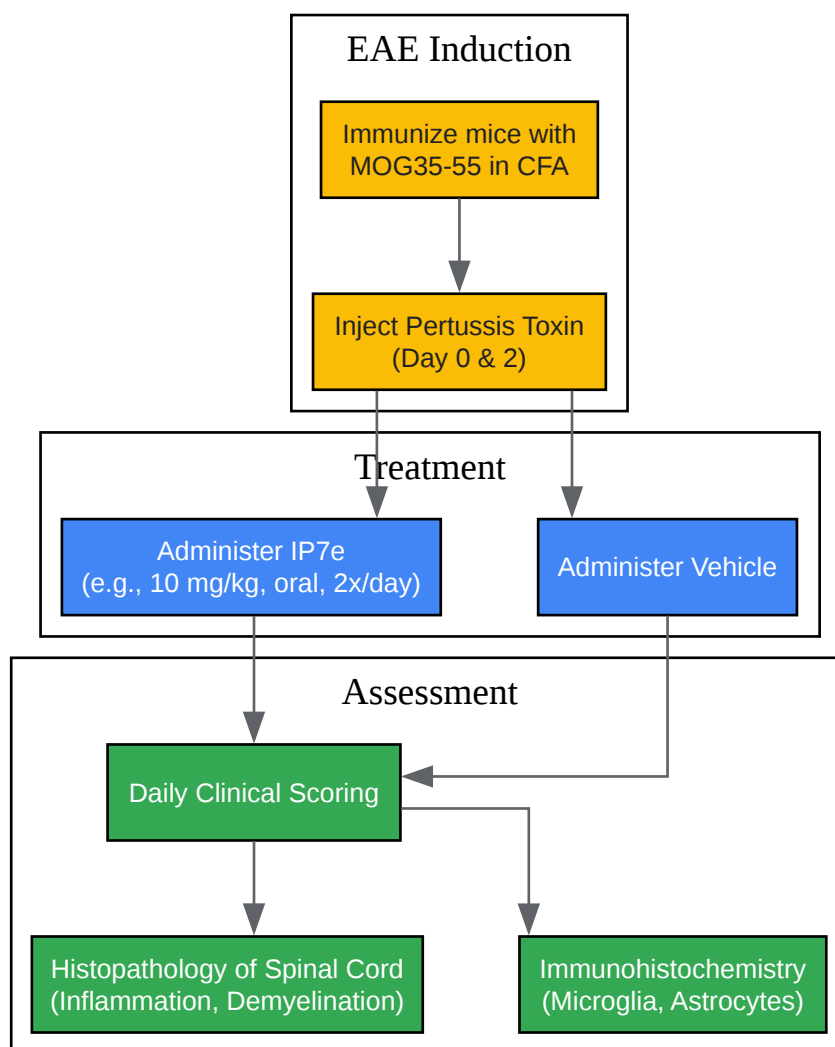 EAE Induction
Immunize mice with
MOG35-55 in CFA
Inject Pertussis Toxin
(Day 0 & 2)
Treatment
Administer IP7e
(e.g., 10 mg/kg, oral, 2x/day)
Administer Vehicle
Assessment
Daily Clinical Scoring
Histopathology of Spinal Cord
(Inflammation, Demyelination)
Immunohistochemistry
(Microglia, Astrocytes)